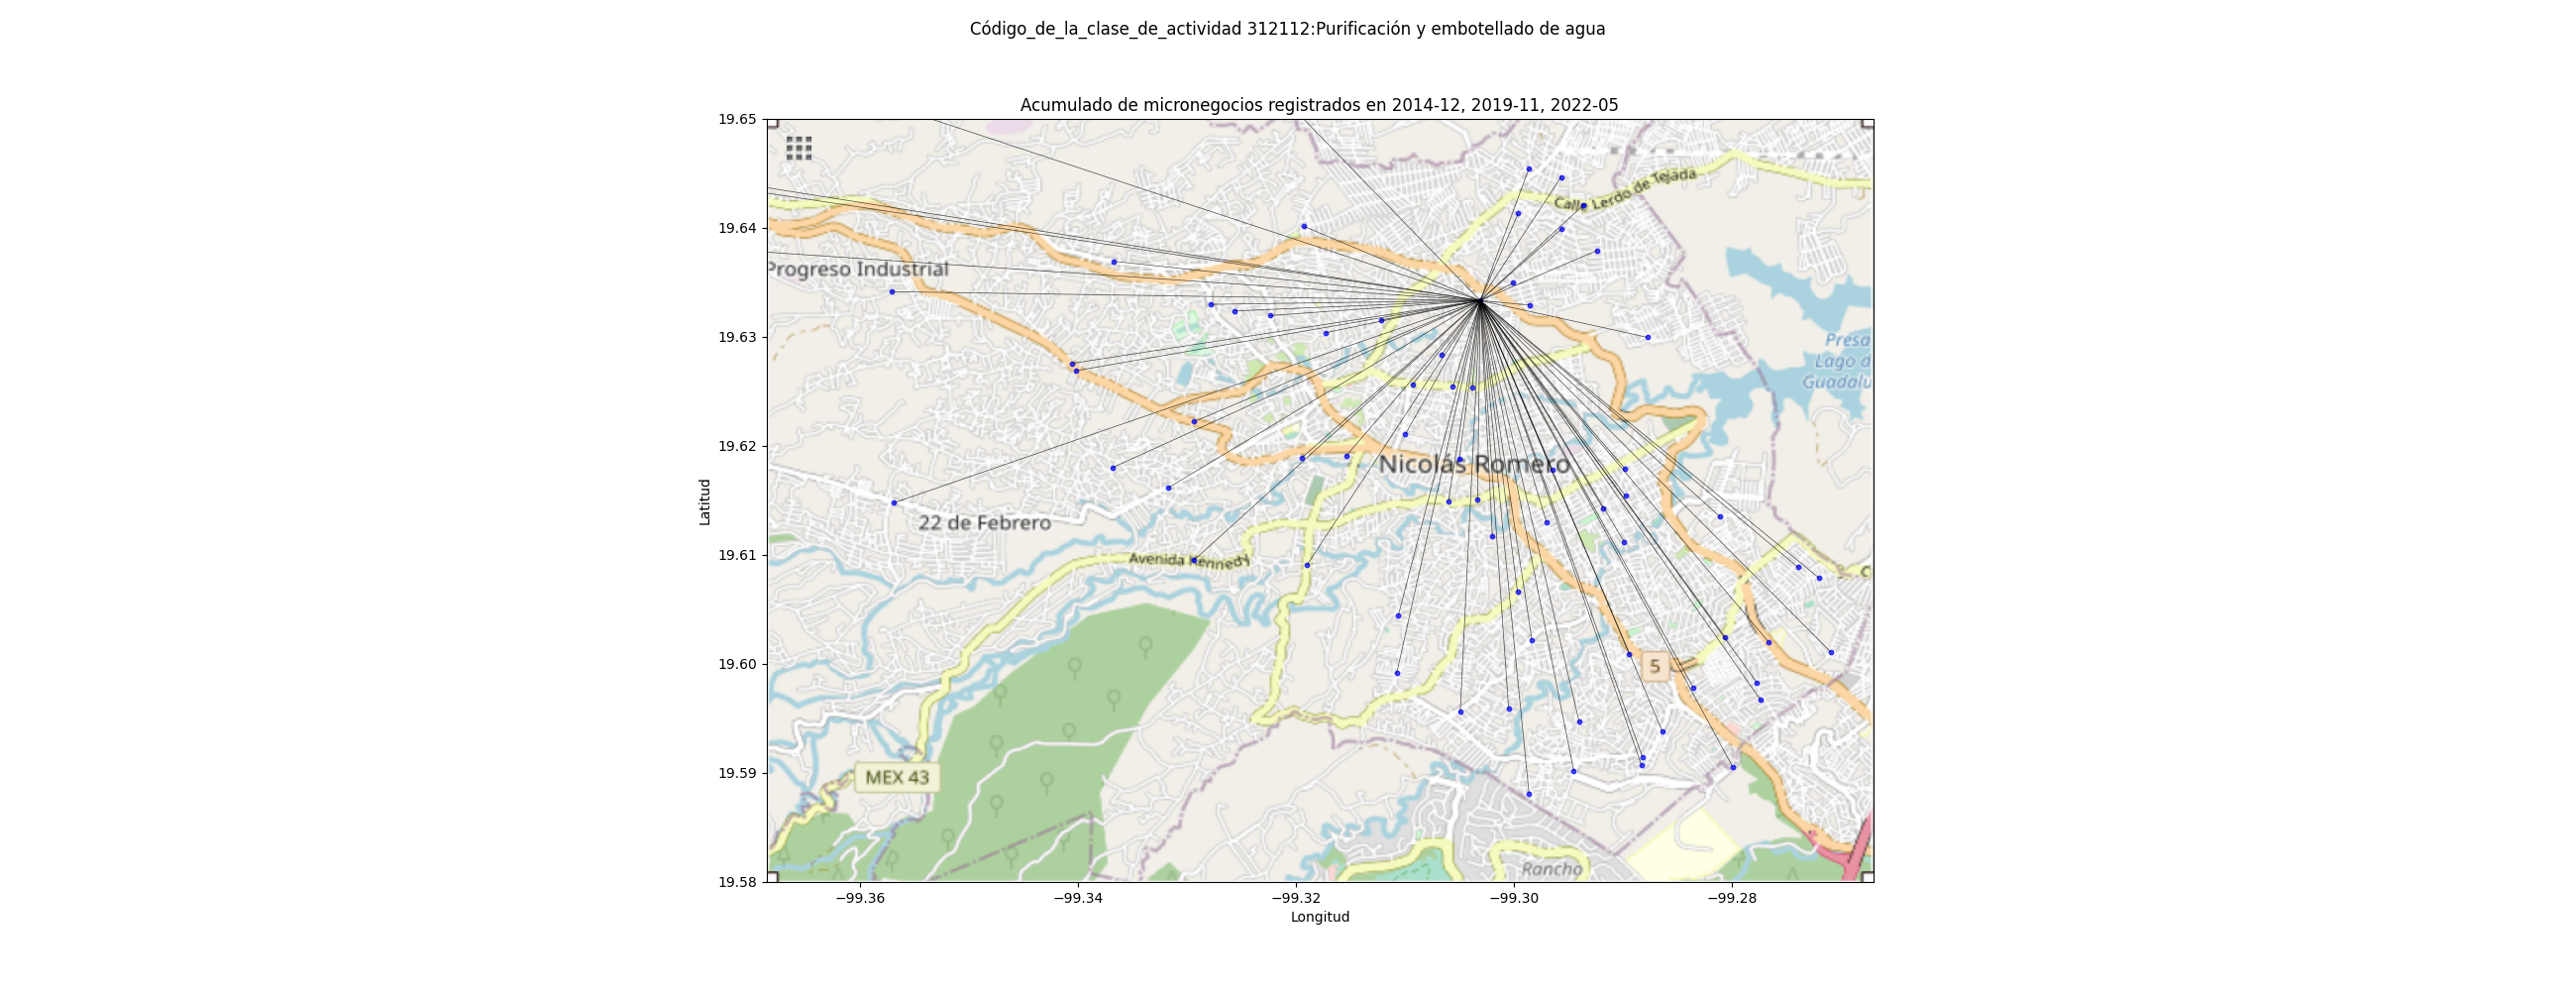 Código_de_la_clase_de_actividad 312112:Purificación y embotellado de agua
Acumulado de micronegocios registrados en 2014-12, 2019-11, 2022-05
19.65
19.64
19.63
19.62
19.61
19.60
19.59
19.58
Latitud
Calle Lerdo de Tejada
Progreso Industrial
Presa
Lago d
Guadalu
Nicolás Romero
22 de Febrero
Avenida Kennedy
C
5
MEX 43
Rancho
−99.36
−99.34
−99.32
−99.30
−99.28
Longitud